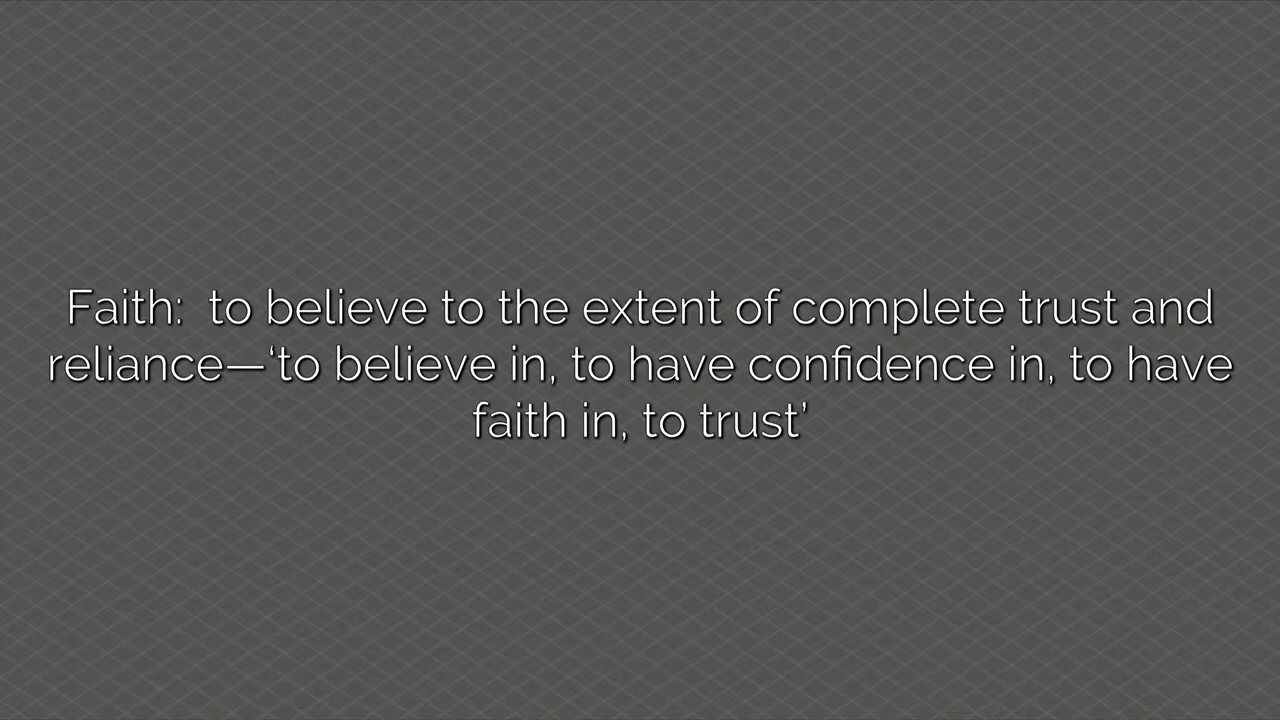 Faith:  to believe to the extent of complete trust and
reliance—‘to believe in, to have confidence in, to have
faith in, to trust’